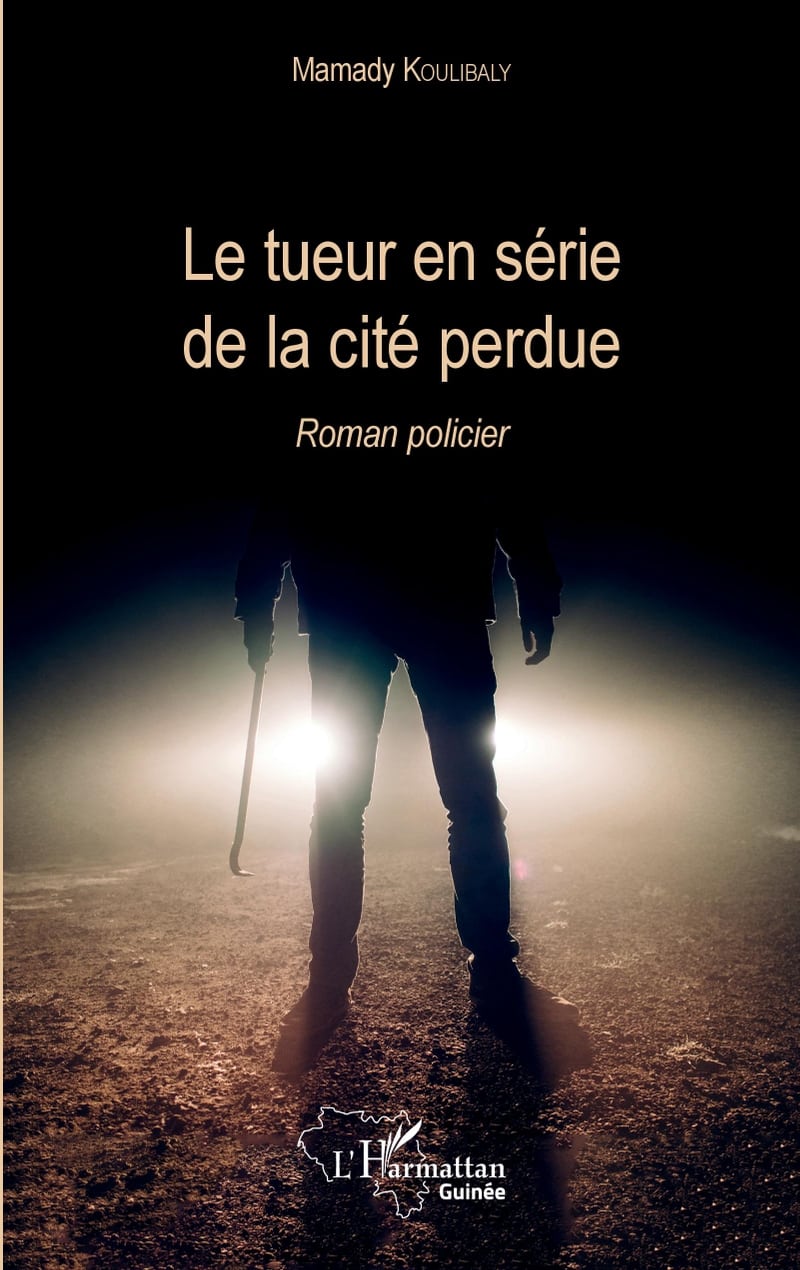 Mamady KOULIBALY
Le tueur en série
de la cité perdue
Roman policier
L'Harmattan
Guinée